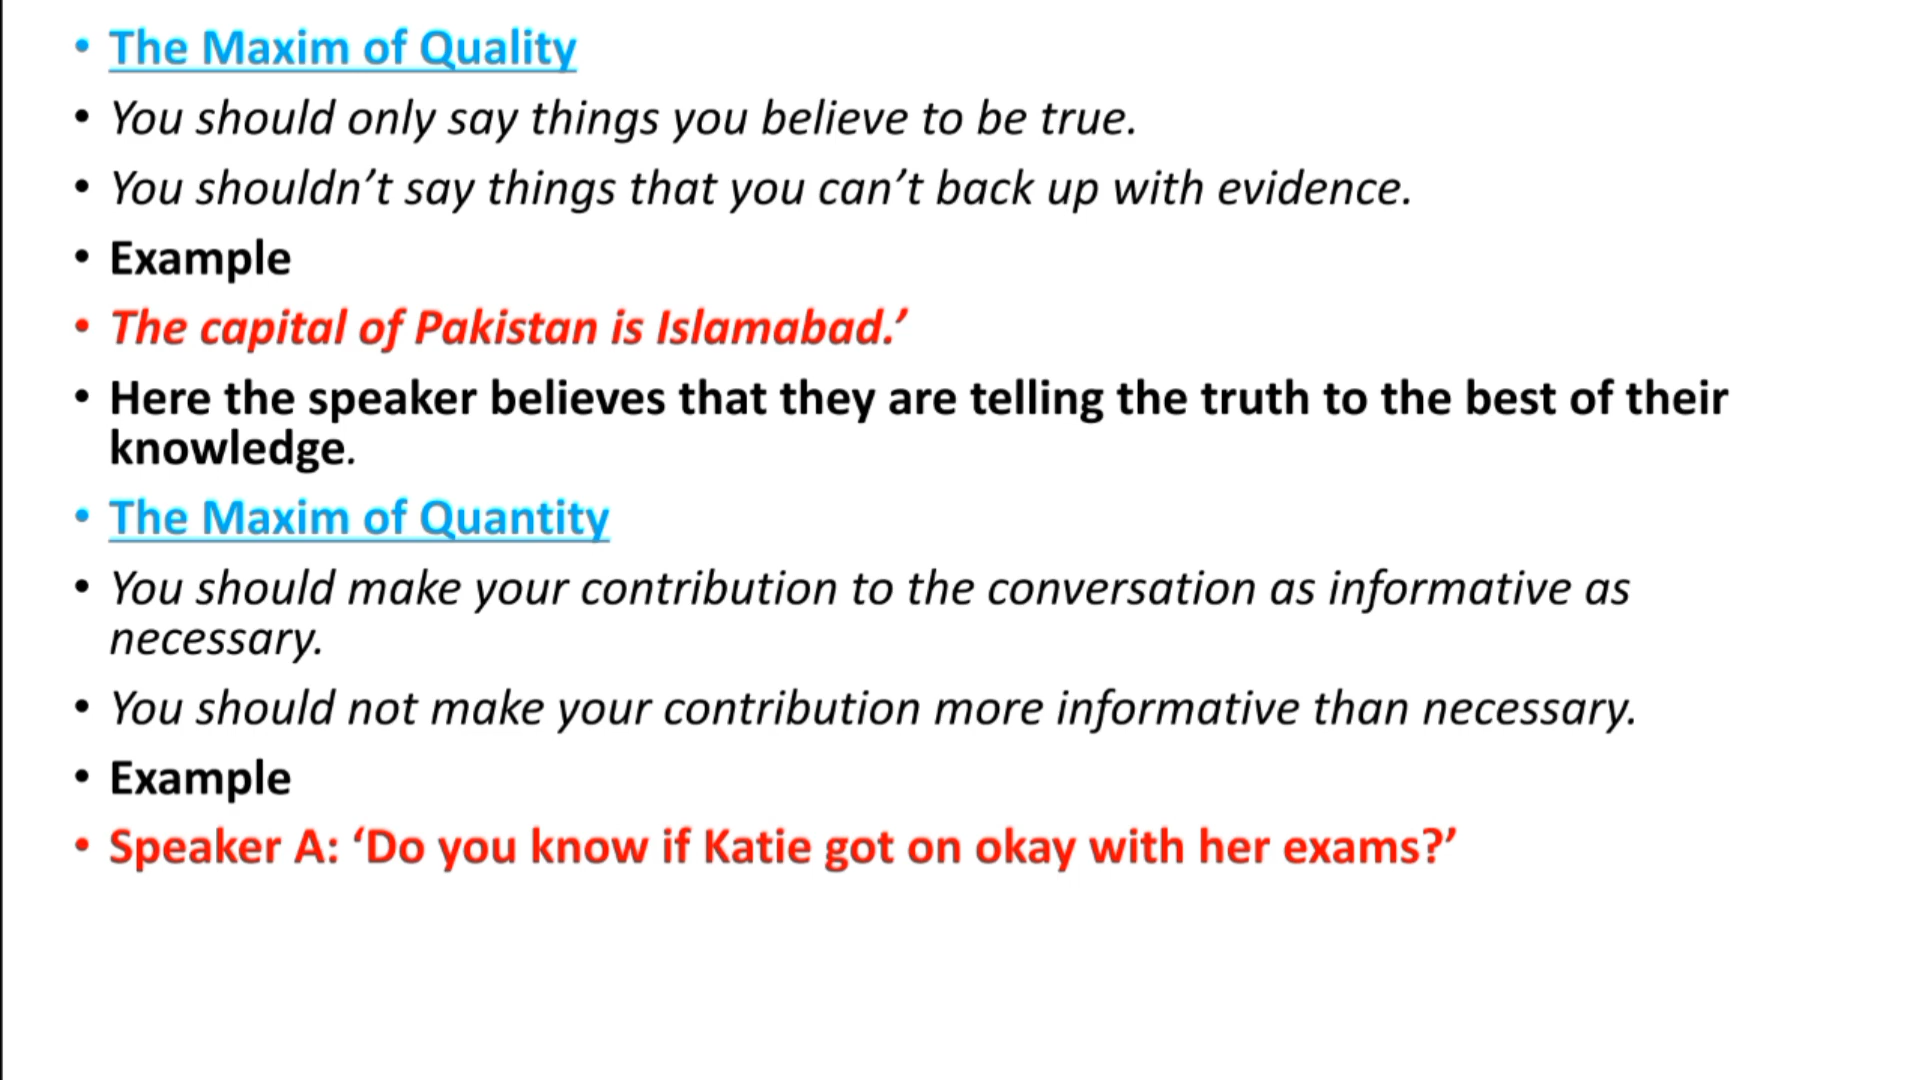 • The Maxim of Quality
• You should only say things you believe to be true.
• You shouldn’t say things that you can’t back up with evidence.
• Example
• The capital of Pakistan is Islamabad.’
• Here the speaker believes that they are telling the truth to the best of their
knowledge.
• The Maxim of Quantity
• You should make your contribution to the conversation as informative as
necessary.
• You should not make your contribution more informative than necessary.
• Example
• Speaker A: ‘Do you know if Katie got on okay with her exams?’